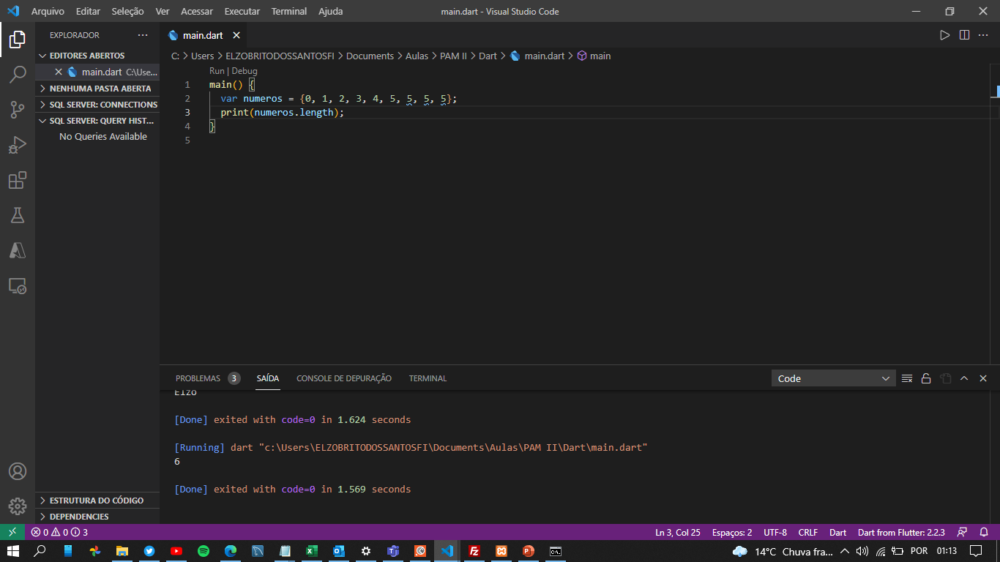 Arquivo Editar Seleção Ver Acessar Executar Terminal Ajuda main.dart - Visual Studio Code
EXPLORADOR
EDITORES ABERTOS
main.dart C:\Use...
NENHUMA PASTA ABERTA
SQL SERVER: CONNECTIONS
SQL SERVER: QUERY HIST...
No Queries Available
ESTRUTURA DO CÓDIGO
DEPENDENCIES
main.dart
C: > Users > ELZOBRITODOSSANTOSFI > Documents > Aulas > PAM II > Dart > main.dart > main
Run | Debug
1 main() {
2 var numeros = {0, 1, 2, 3, 4, 5, 5, 5, 5};
3 print(numeros.length);
4 }
5
PROBLEMAS 3 SAÍDA CONSOLE DE DEPURAÇÃO TERMINAL Code
Elzo
[Done] exited with code=0 in 1.624 seconds
[Running] dart "c:\Users\ELZOBRITODOSSANTOSFI\Documents\Aulas\PAM II\Dart\main.dart"
6
[Done] exited with code=0 in 1.569 seconds
0 0 3 Ln 3, Col 25 Espaços: 2 UTF-8 CRLF Dart Dart from Flutter: 2.2.3
14°C Chuva fra... POR 01:13